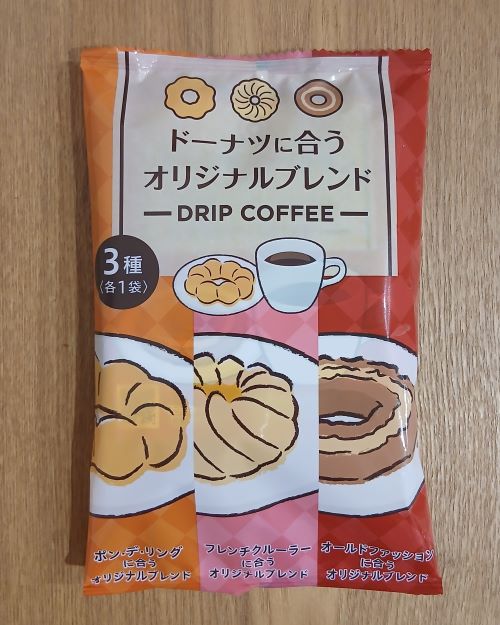 ドーナツに合う
オリジナルブレンド
DRIP COFFEE
3種
〈各1袋〉
ポン・デ・リング
に合う
オリジナルブレンド
フレンチクルーラー
に合う
オリジナルブレンド
オールドファッション
に合う
オリジナルブレンド